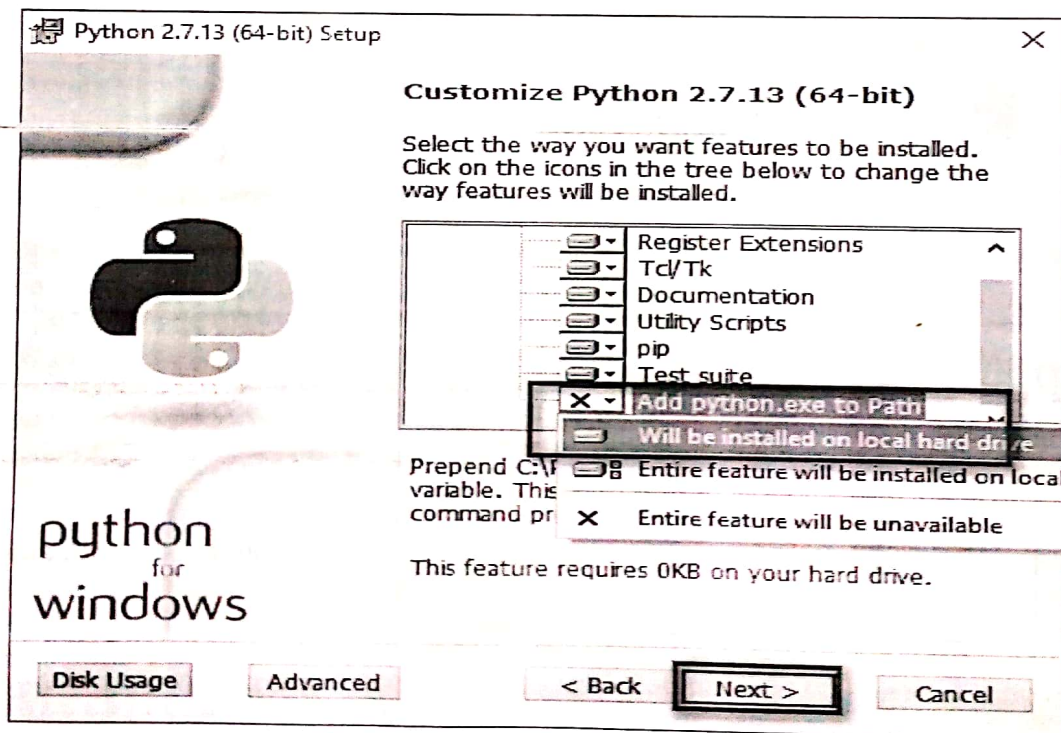 Python 2.7.13 (64-bit) Setup
Customize Python 2.7.13 (64-bit)
Select the way you want features to be installed.
Click on the icons in the tree below to change the
way features will be installed.
Register Extensions
Tcl/Tk
Documentation
Utility Scripts
pip
Test suite
Add python.exe to Path
Will be installed on local hard drive
Prepend C:\
Entire feature will be installed on local
variable. This
command pr
Entire feature will be unavailable
This feature requires 0KB on your hard drive.
python
for
windows
Disk Usage
Advanced
< Back
Next >
Cancel